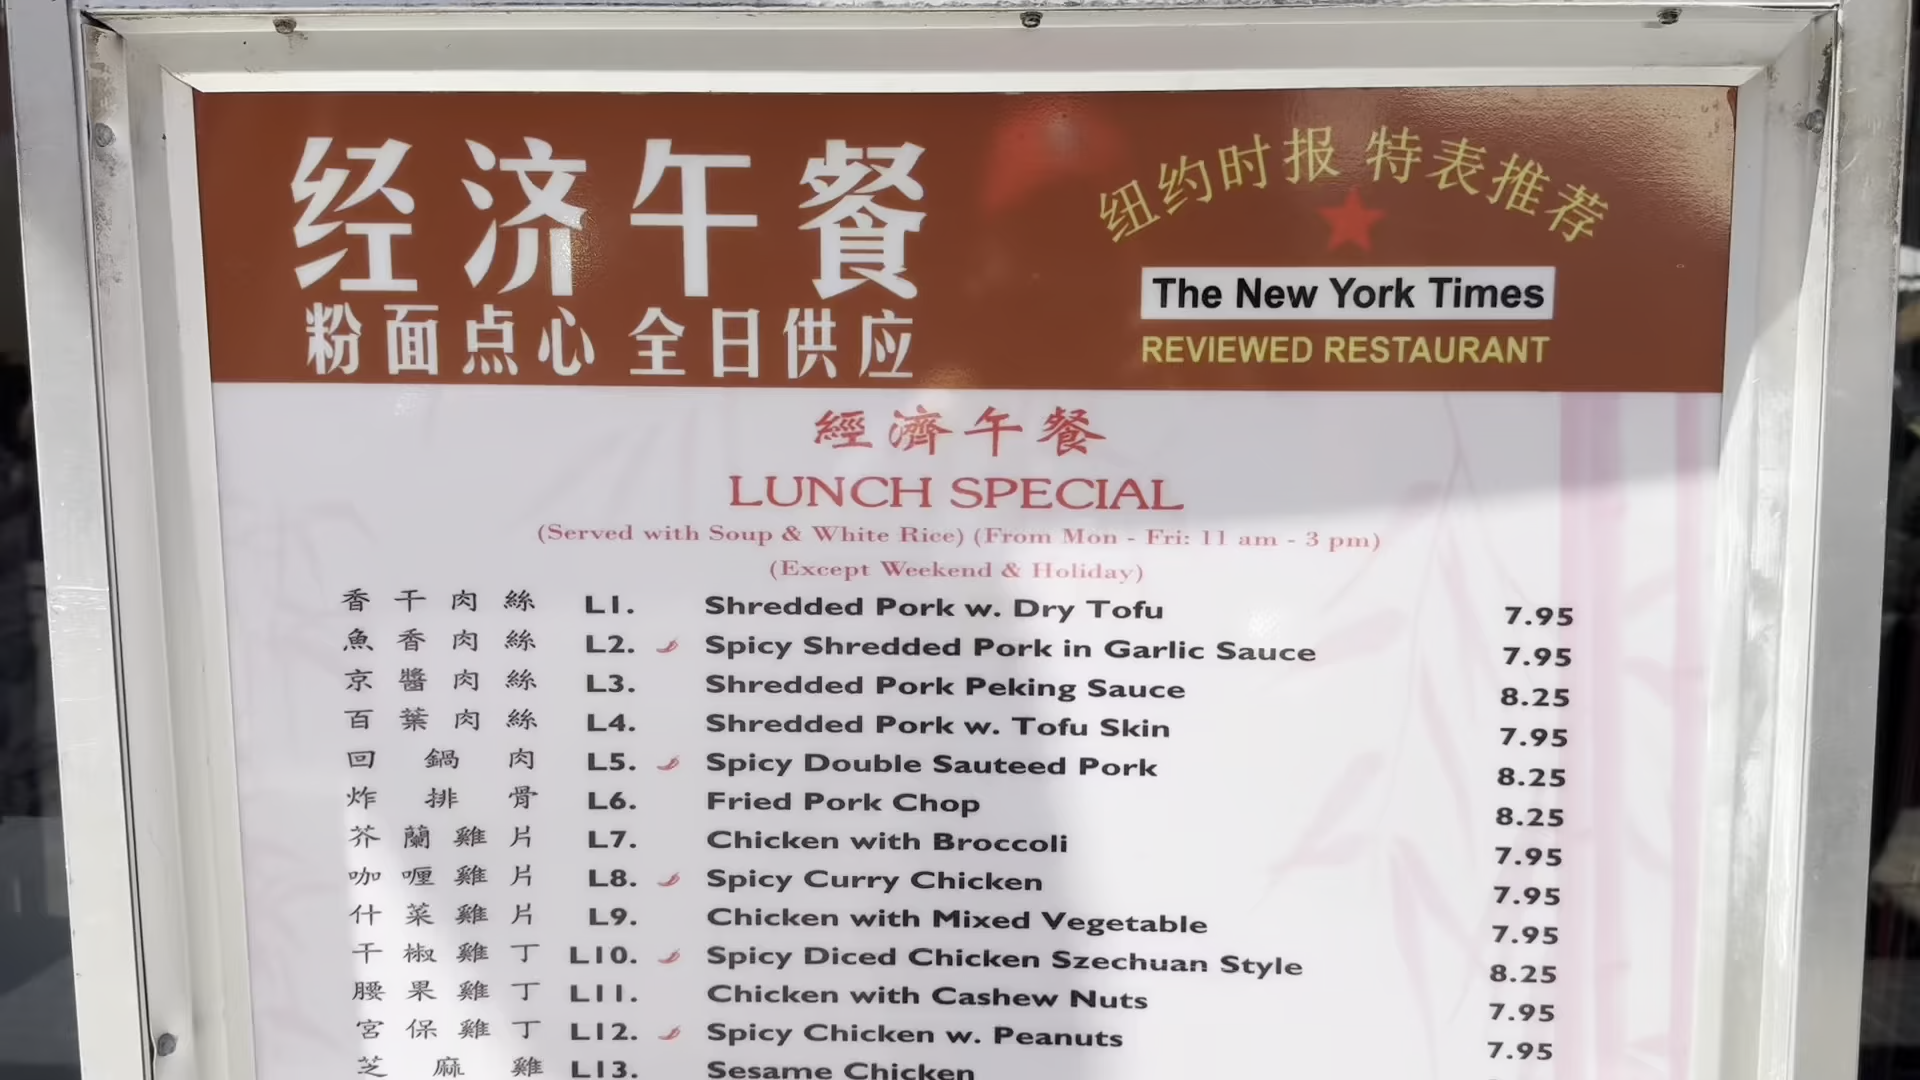 经济午餐
粉面点心 全日供应
纽约时报 特表推荐
The New York Times
REVIEWED RESTAURANT
經濟午餐
LUNCH SPECIAL
(Served with Soup & White Rice) (From Mon - Fri: 11 am - 3 pm)
(Except Weekend & Holiday)
香干肉絲 L1. Shredded Pork w. Dry Tofu 7.95
魚香肉絲 L2. Spicy Shredded Pork in Garlic Sauce 7.95
京醬肉絲 L3. Shredded Pork Peking Sauce 8.25
百葉肉絲 L4. Shredded Pork w. Tofu Skin 7.95
回鍋肉 L5. Spicy Double Sauteed Pork 8.25
炸排骨 L6. Fried Pork Chop 8.25
芥蘭雞片 L7. Chicken with Broccoli 7.95
咖喱雞片 L8. Spicy Curry Chicken 7.95
什菜雞片 L9. Chicken with Mixed Vegetable 7.95
干椒雞丁 L10. Spicy Diced Chicken Szechuan Style 8.25
腰果雞丁 L11. Chicken with Cashew Nuts 7.95
宮保雞丁 L12. Spicy Chicken w. Peanuts 7.95
芝麻雞 L13. Sesame Chicken